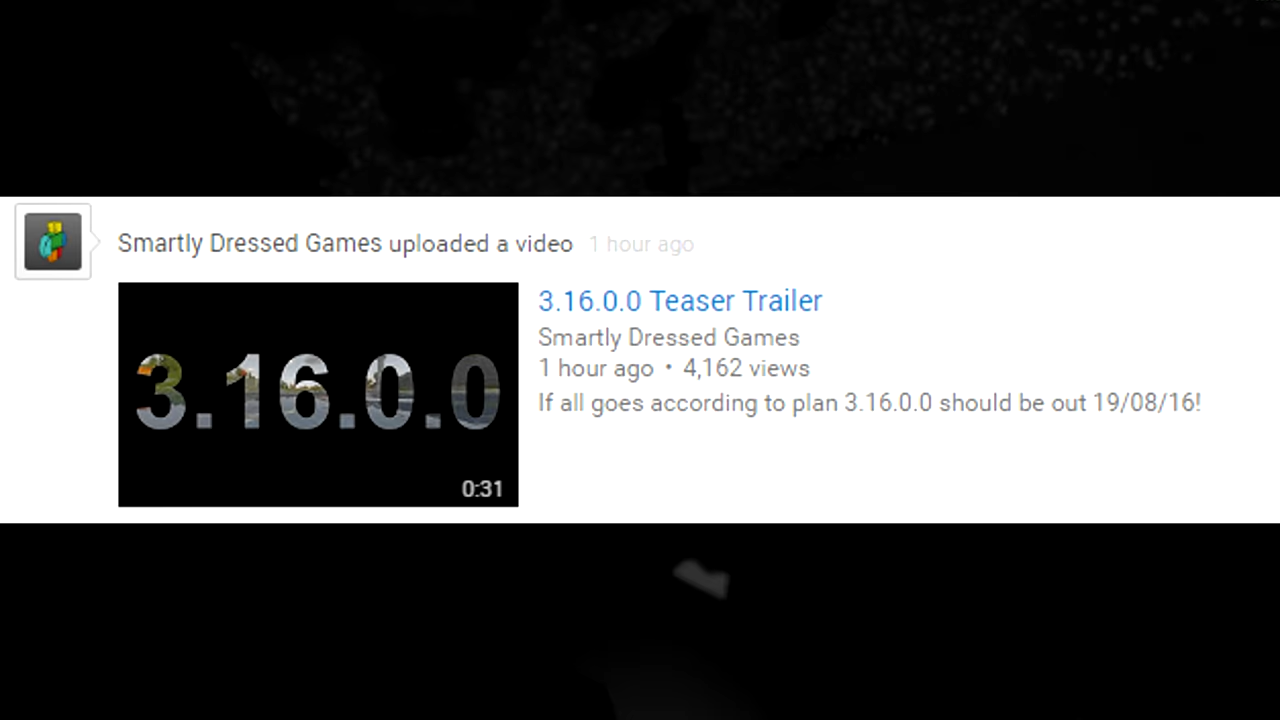 Smartly Dressed Games uploaded a video 1 hour ago
3.16.0.0
0:31
3.16.0.0 Teaser Trailer
Smartly Dressed Games
1 hour ago • 4,162 views
If all goes according to plan 3.16.0.0 should be out 19/08/16!